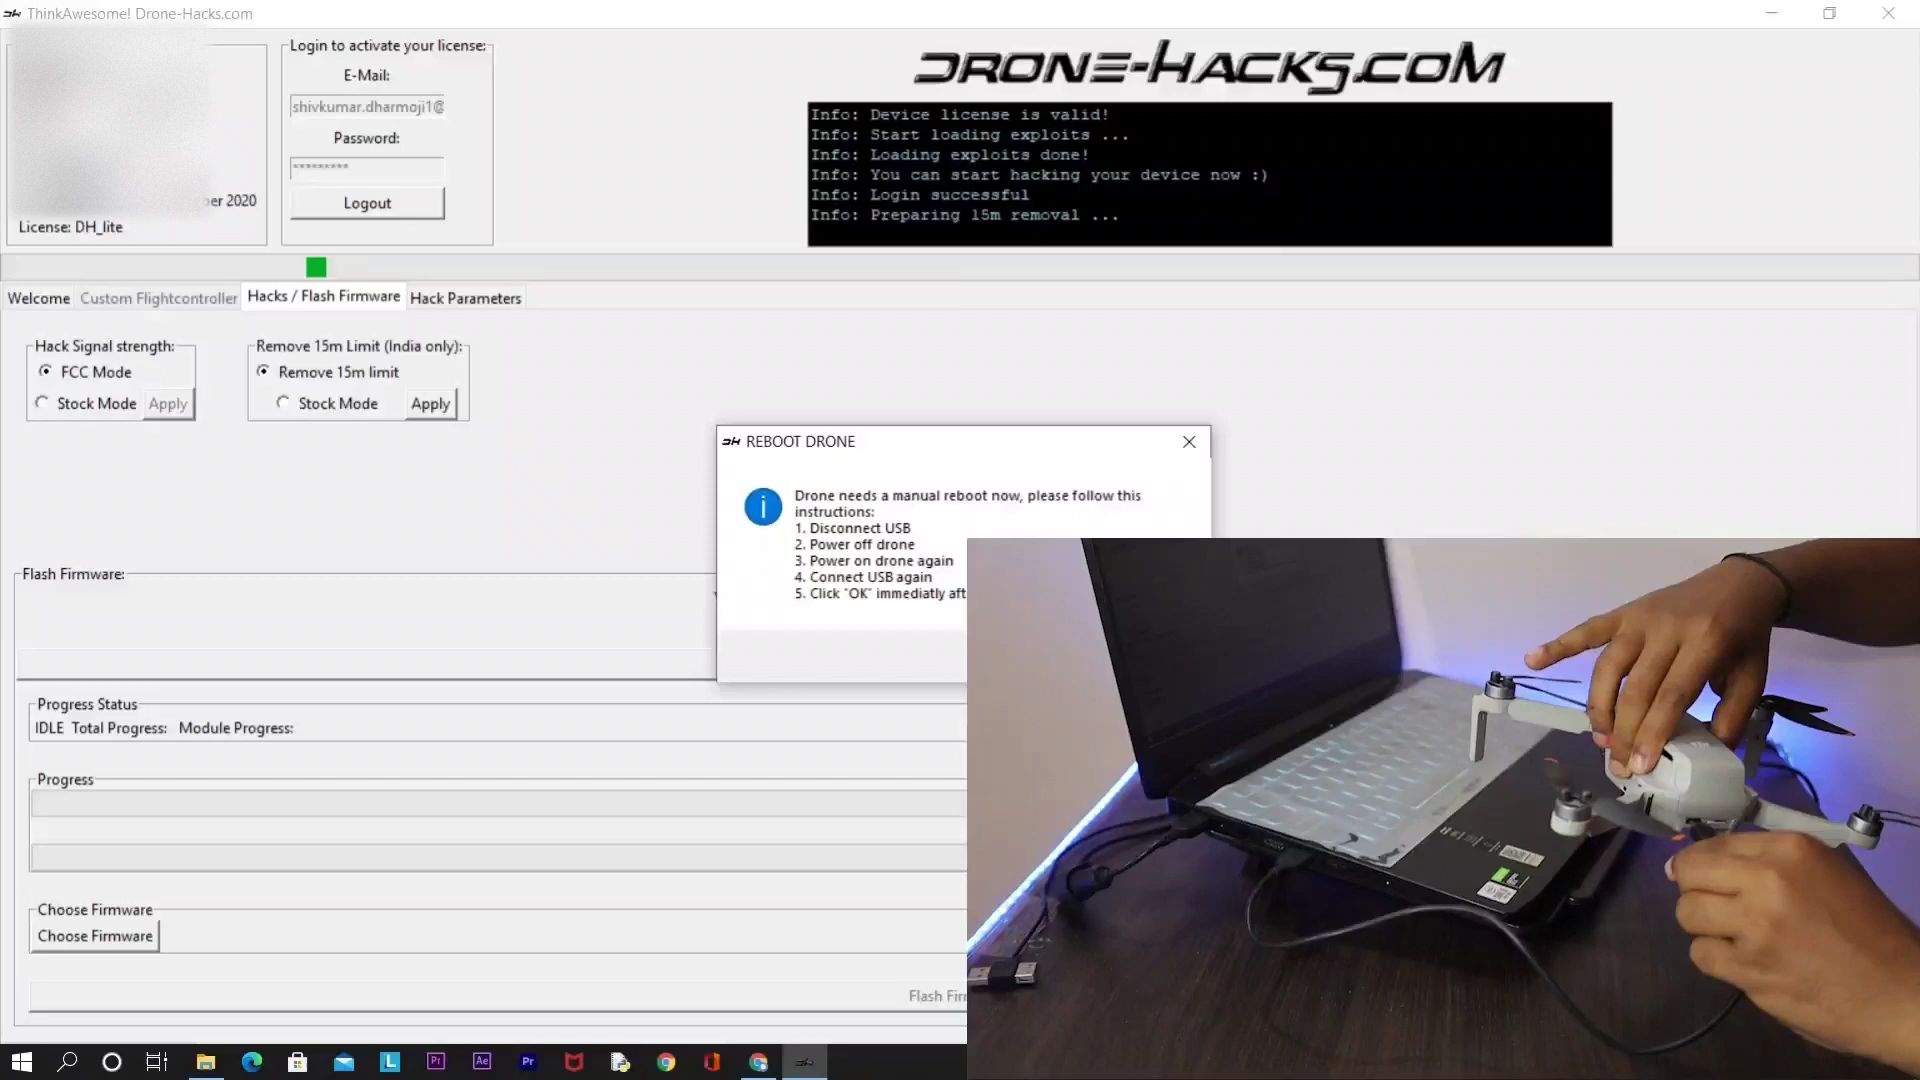 ThinkAwesome! Drone-Hacks.com
Login to activate your license:
E-Mail:
shivkumar.dharmoji1@
Password:
*********
Logout
2020
License: DH_lite
DRONE-HACKS.COM
Info: Device license is valid!
Info: Start loading exploits ...
Info: Loading exploits done!
Info: You can start hacking your device now :)
Info: Login successful
Info: Preparing 15m removal ...
Welcome
Custom Flightcontroller
Hacks / Flash Firmware
Hack Parameters
Hack Signal strength:
FCC Mode
Stock Mode
Apply
Remove 15m Limit (India only):
Remove 15m limit
Stock Mode
Apply
REBOOT DRONE
Drone needs a manual reboot now, please follow this
instructions:
1. Disconnect USB
2. Power off drone
3. Power on drone again
4. Connect USB again
5. Click "OK" immediatly aft
Flash Firmware:
Progress Status
IDLE Total Progress: Module Progress:
Progress
Choose Firmware
Choose Firmware
Flash Fir